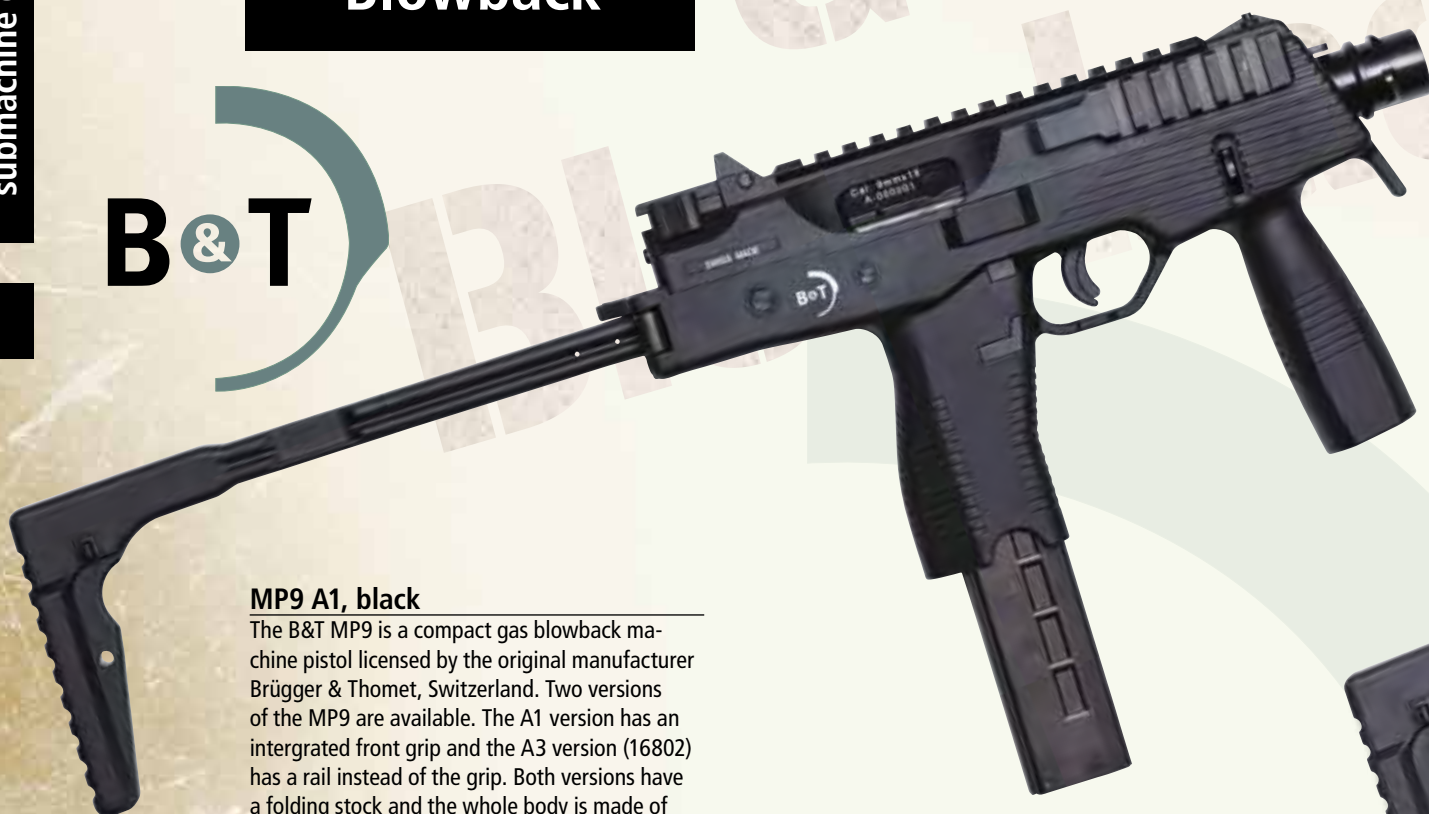 submachine
Blowback
B&T
Cal. 9mmx19
A-000201
SWISS MADE
B&T
MP9 A1, black
The B&T MP9 is a compact gas blowback ma-
chine pistol licensed by the original manufacturer
Brügger & Thomet, Switzerland. Two versions
of the MP9 are available. The A1 version has an
intergrated front grip and the A3 version (16802)
has a rail instead of the grip. Both versions have
a folding stock and the whole body is made of